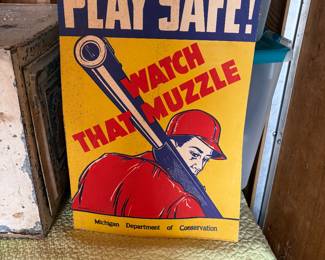 PLAY SAFE!
WATCH
THAT MUZZLE
Michigan Department of Conservation